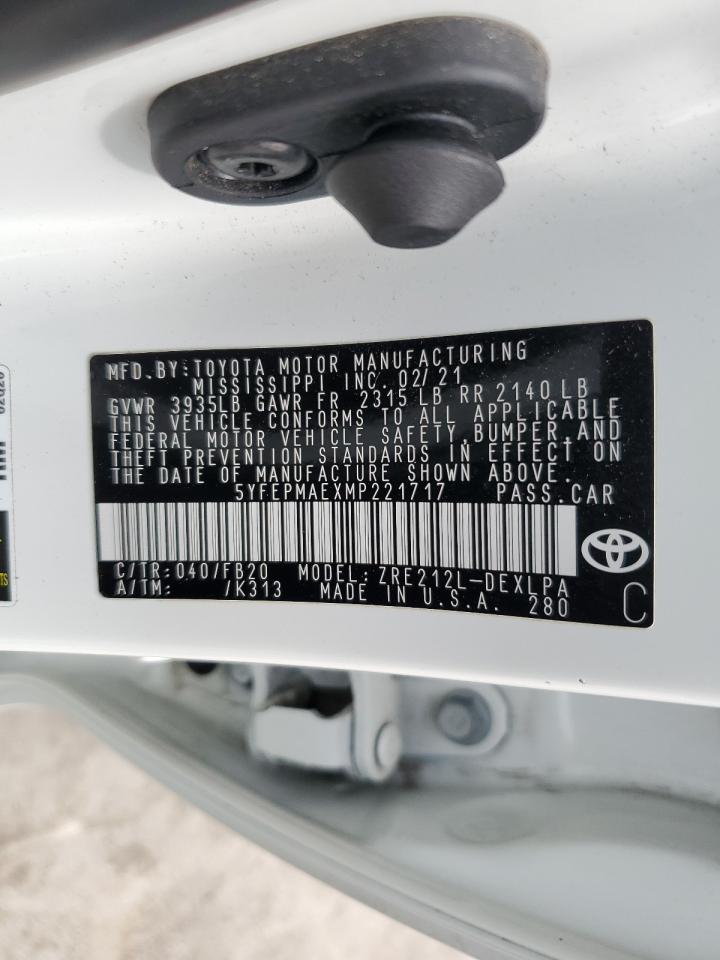 MFD.BY:TOYOTA MOTOR MANUFACTURING
MISSISSIPPI INC. 02/21
GVWR 3935LB GAWR FR 2315 LB RR 2140 LB
THIS VEHICLE CONFORMS TO ALL APPLICABLE
FEDERAL MOTOR VEHICLE SAFETY,BUMPER,AND
THEFT PREVENTION STANDARDS IN EFFECT ON
THE DATE OF MANUFACTURE SHOWN ABOVE.
5YFEPMAEXMP221717 PASS.CAR
C/TR:040/FB20 MODEL:ZRE212L-DEXLPA
A/TM: /K313 MADE IN U.S.A. 280
C